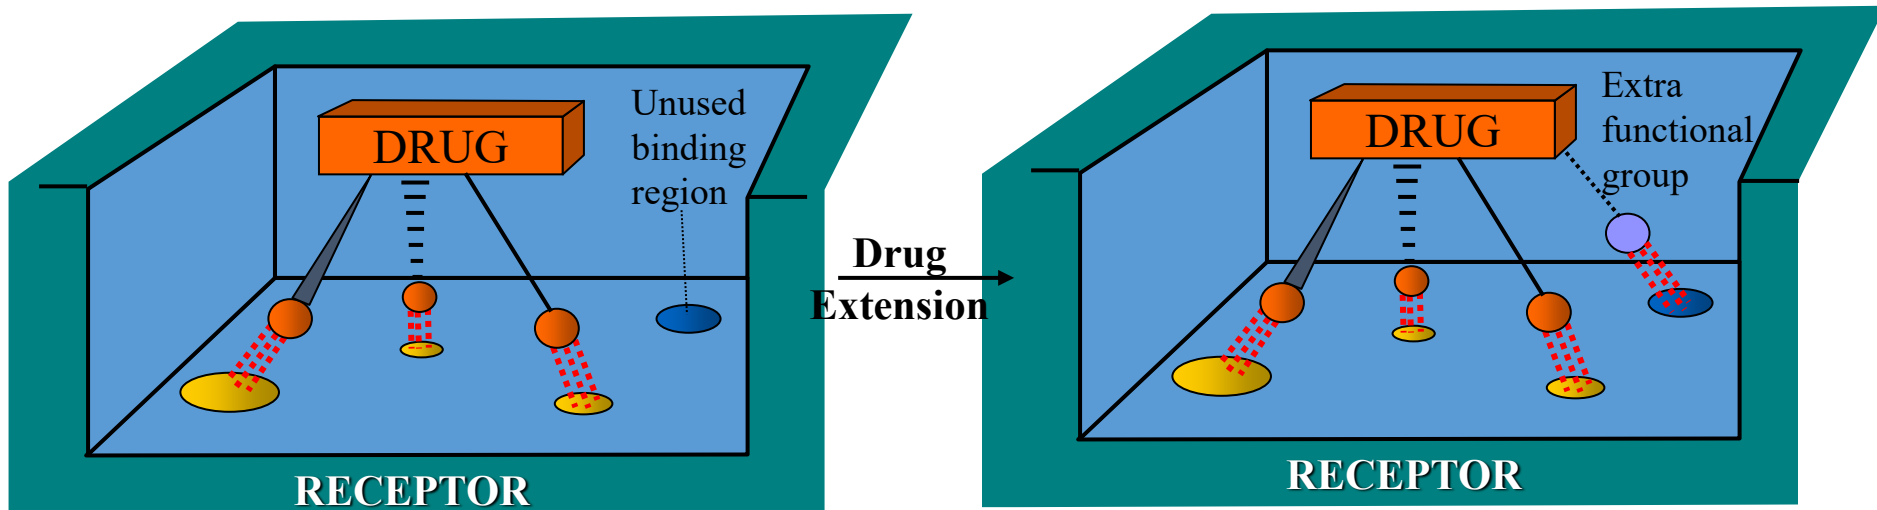 DRUG
Unused
binding
region
RECEPTOR
Drug
Extension
DRUG
Extra
functional
group
RECEPTOR